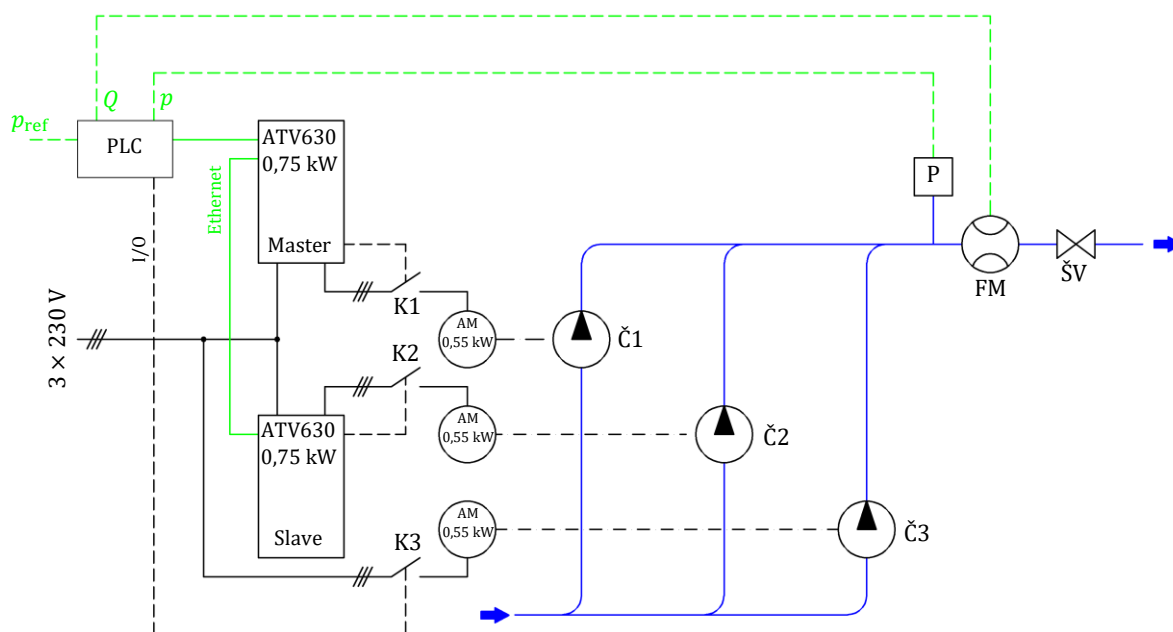 Q
p
pref
PLC
ATV630
0,75 kW
Master
Ethernet
I/O
3 × 230 V
K1
AM
0,55 kW
Č1
P
FM
ŠV
K2
ATV630
0,75 kW
Slave
AM
0,55 kW
Č2
K3
AM
0,55 kW
Č3